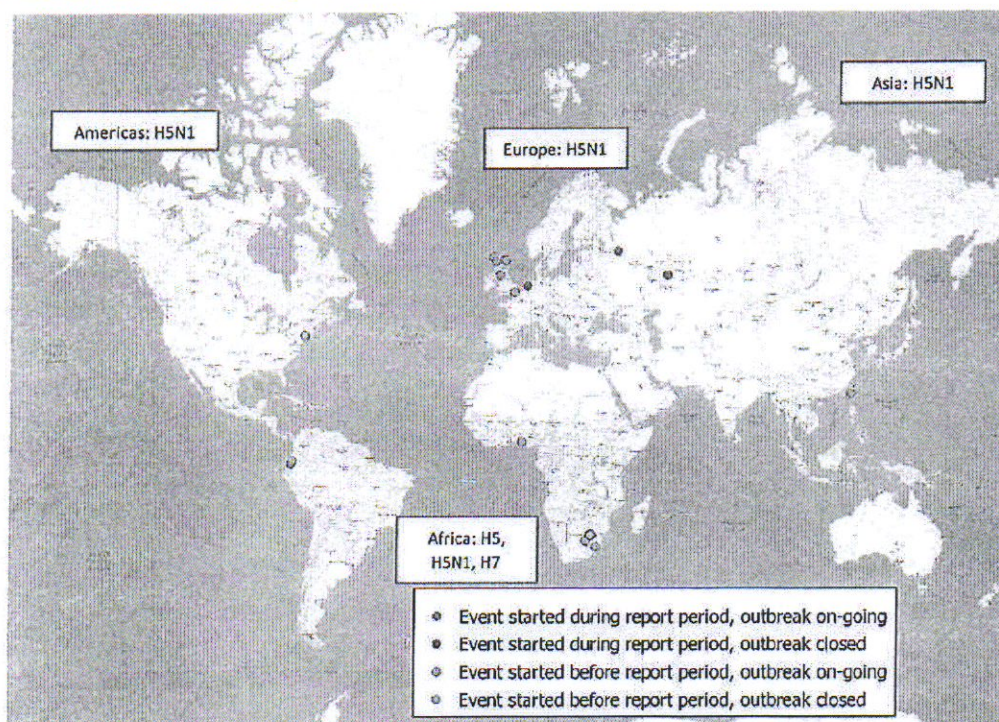 Americas: H5N1
Asia: H5N1
Europe: H5N1
Africa: H5,
H5N1, H7
Event started during report period, outbreak on-going
Event started during report period, outbreak closed
Event started before report period, outbreak on-going
Event started before report period, outbreak closed